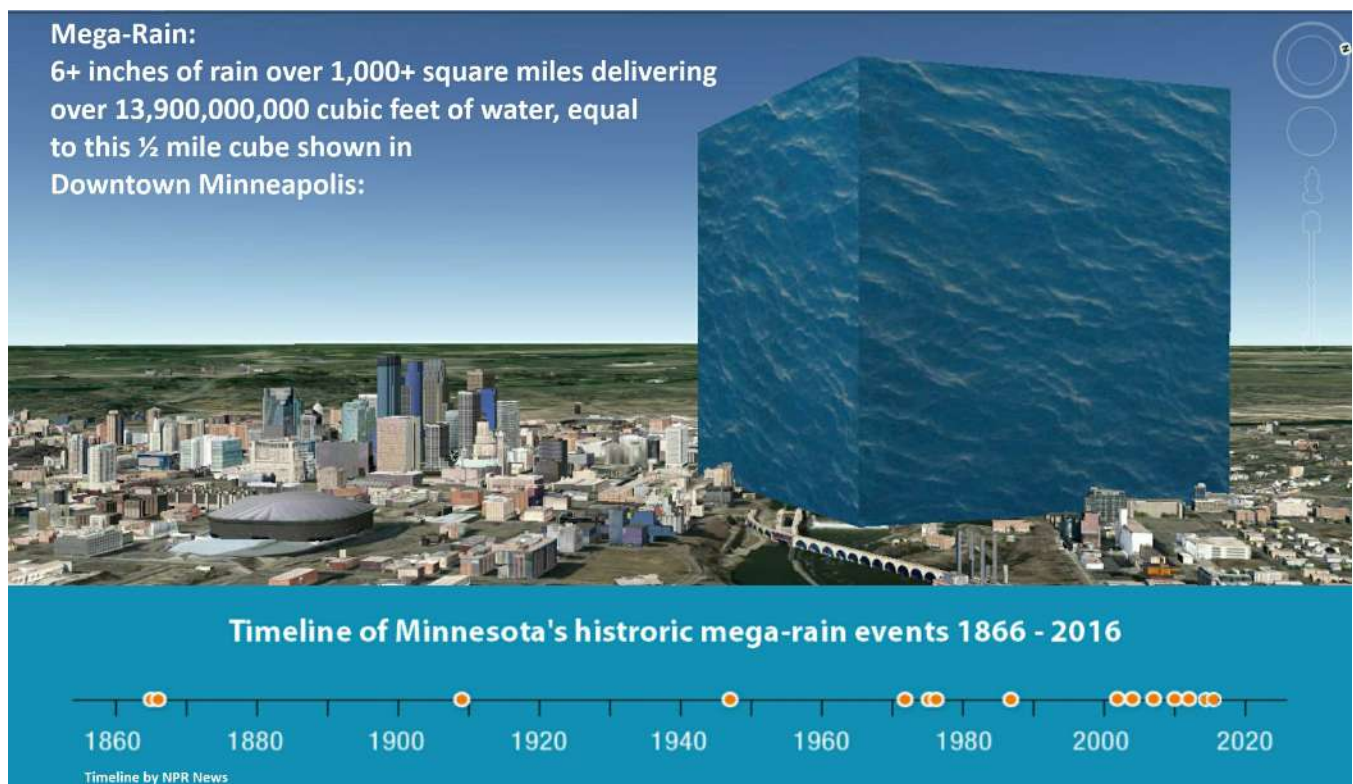 Mega-Rain:
6+ inches of rain over 1,000+ square miles delivering
over 13,900,000,000 cubic feet of water, equal
to this ½ mile cube shown in
Downtown Minneapolis:
N
Timeline of Minnesota's histroric mega-rain events 1866 - 2016
1860 1880 1900 1920 1940 1960 1980 2000 2020
Timeline by NPR News